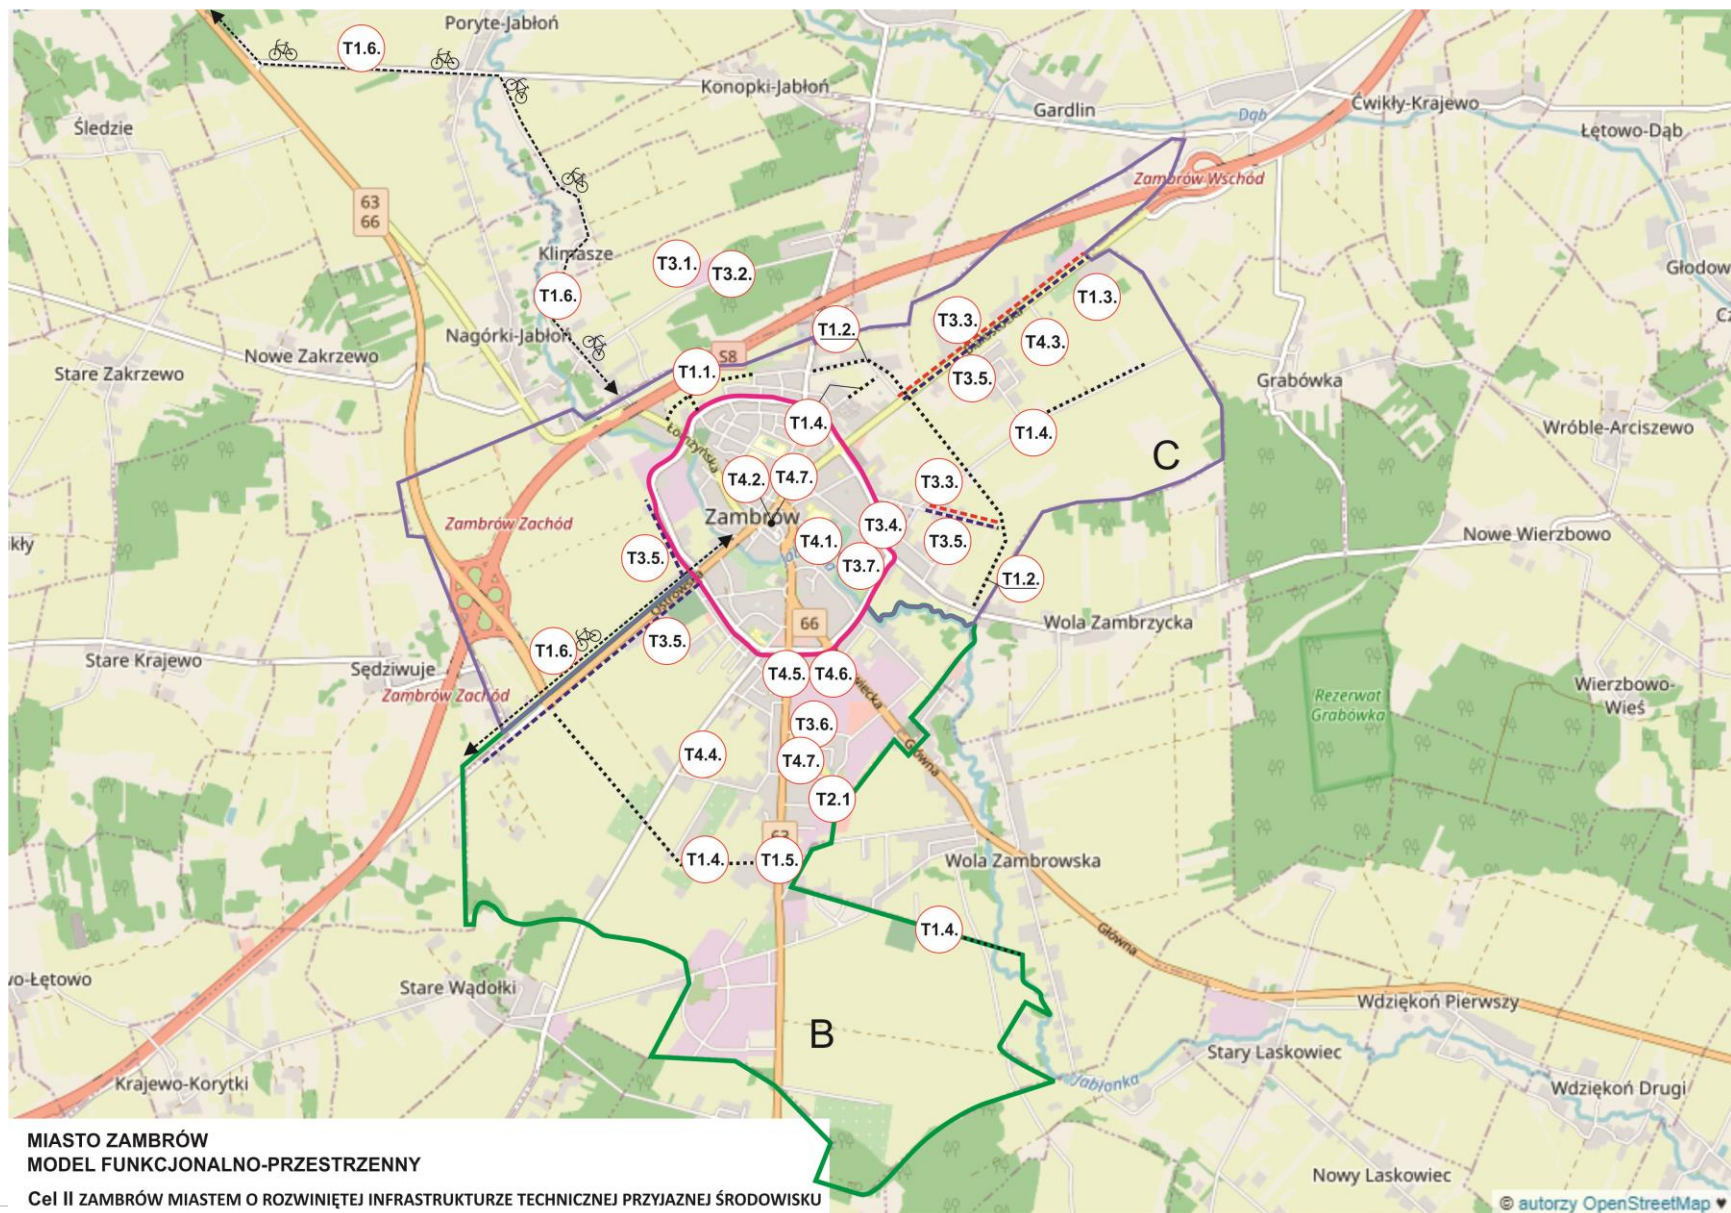 Poryte-Jabłoń
T1.6.
Konopki-Jabłoń
Gardlin
Dąb
Ćwikły-Krajewo
Łętowo-Dąb
Śledzie
Zambrów Wschód
63
66
Klimasze
T3.1.
T3.2.
T1.6.
T1.3.
T3.3.
T1.2.
T4.3.
Nagórki-Jabłoń
Nowe Zakrzewo
S8
T1.1.
T3.5.
Stare Zakrzewo
Grabówka
T1.4.
T1.4.
Wróble-Arciszewo
Łomżyńska
C
T4.2.
T4.7.
T3.3.
Zambrów
T3.4.
Zambrów Zachód
T4.1.
T3.5.
Nowe Wierzbowo
T3.5.
T3.7.
T1.2.
Ostrowska
66
Wola Zambrzycka
T1.6.
T3.5.
Stare Krajewo
Sędziwuje
T4.5.
T4.6.
Zambrów Zachód
Rezerwat
Grabówka
Wierzbowo-
Wieś
T3.6.
Główna
T4.4.
T4.7.
T2.1
63
T1.4.
T1.5.
Wola Zambrowska
T1.4.
Główna
Stare Wądołki
Wdziękoń Pierwszy
B
Stary Laskowiec
Jabłonka
Krajewo-Korytki
Wdziękoń Drugi
MIASTO ZAMBRÓW
MODEL FUNKCJONALNO-PRZESTRZENNY
Nowy Laskowiec
Cel II ZAMBRÓW MIASTEM O ROZWINIĘTEJ INFRASTRUKTURZE TECHNICZNEJ PRZYJAZNEJ ŚRODOWISKU
© autorzy OpenStreetMap ♥